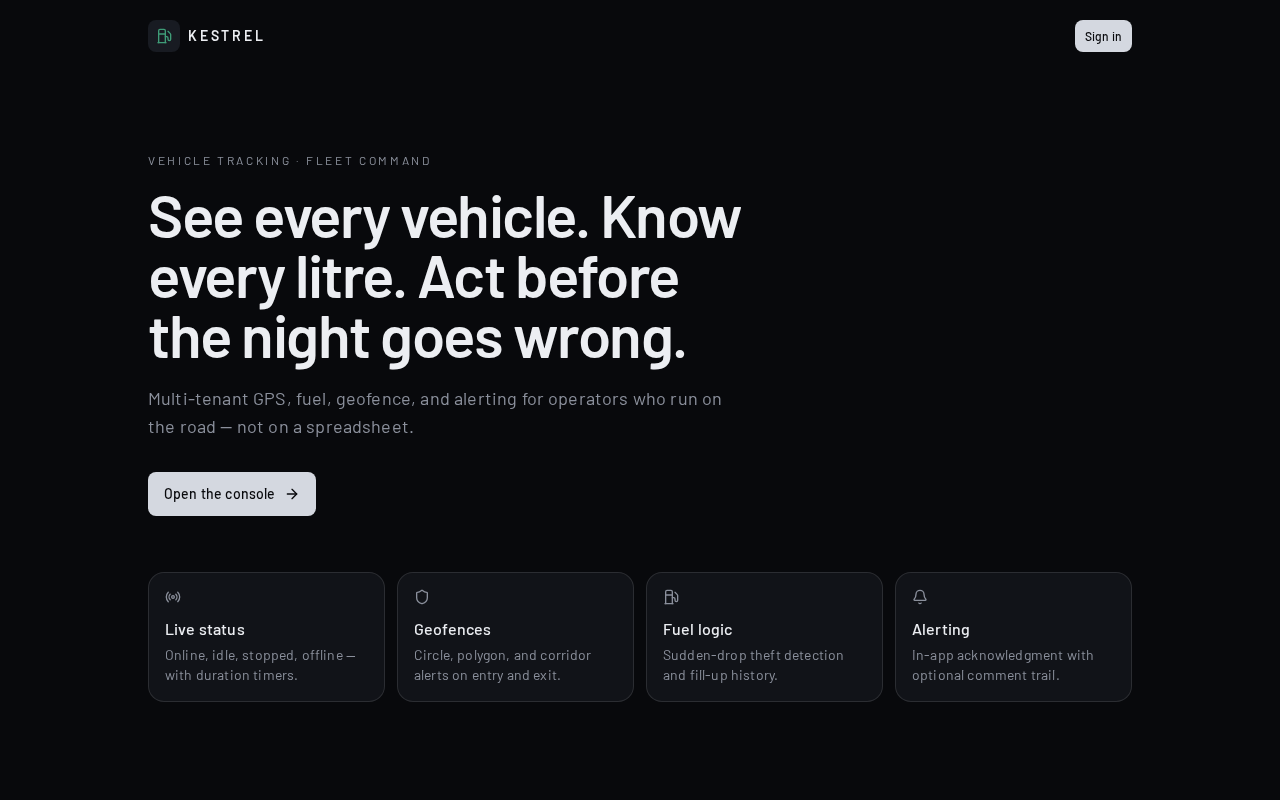 KESTREL
Sign in
VEHICLE TRACKING · FLEET COMMAND
See every vehicle. Know
every litre. Act before
the night goes wrong.
Multi-tenant GPS, fuel, geofence, and alerting for operators who run on
the road — not on a spreadsheet.
Open the console
Live status
Online, idle, stopped, offline —
with duration timers.
Geofences
Circle, polygon, and corridor
alerts on entry and exit.
Fuel logic
Sudden-drop theft detection
and fill-up history.
Alerting
In-app acknowledgment with
optional comment trail.